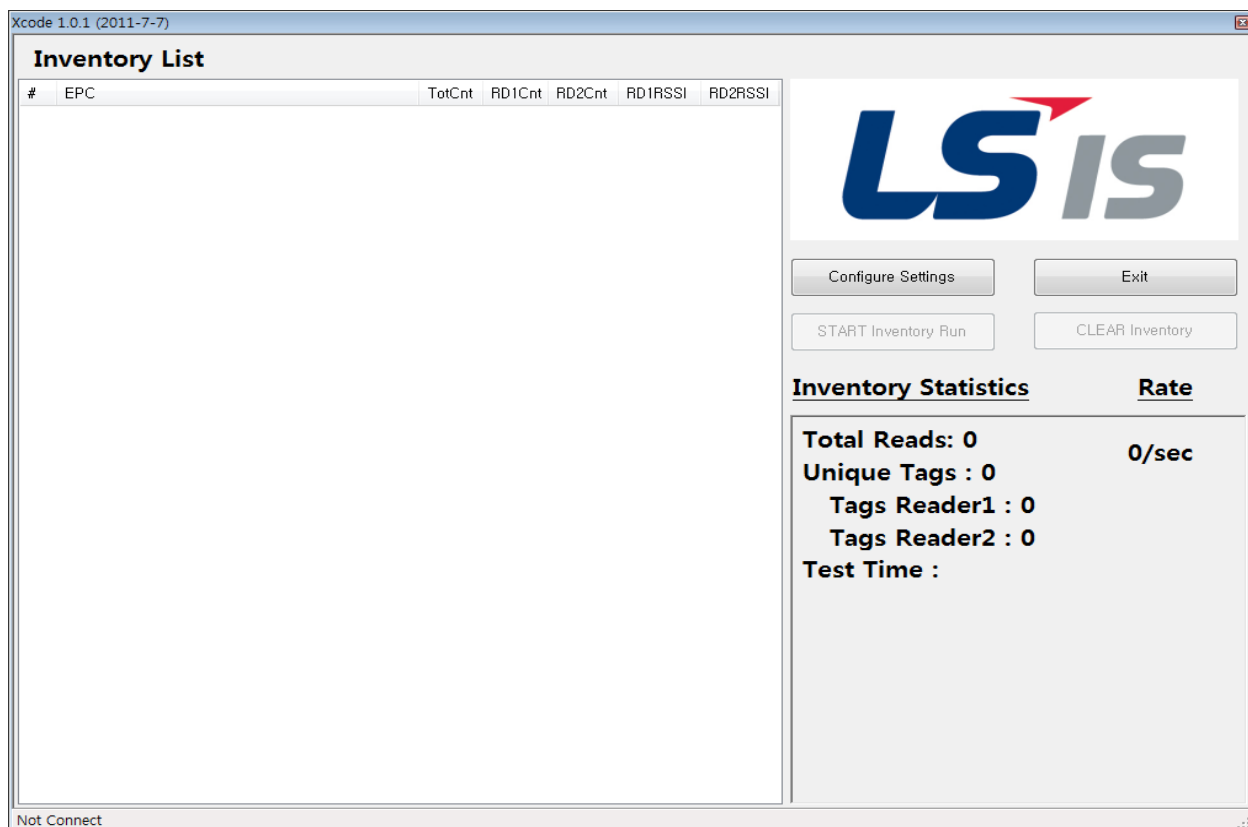 Xcode 1.0.1 (2011-7-7)
Inventory List
# EPC TotCnt RD1Cnt RD2Cnt RD1RSSI RD2RSSI
LS IS
Configure Settings Exit
START Inventory Run CLEAR Inventory
Inventory Statistics Rate
Total Reads: 0
0/sec
Unique Tags : 0
Tags Reader1 : 0
Tags Reader2 : 0
Test Time :
Not Connect